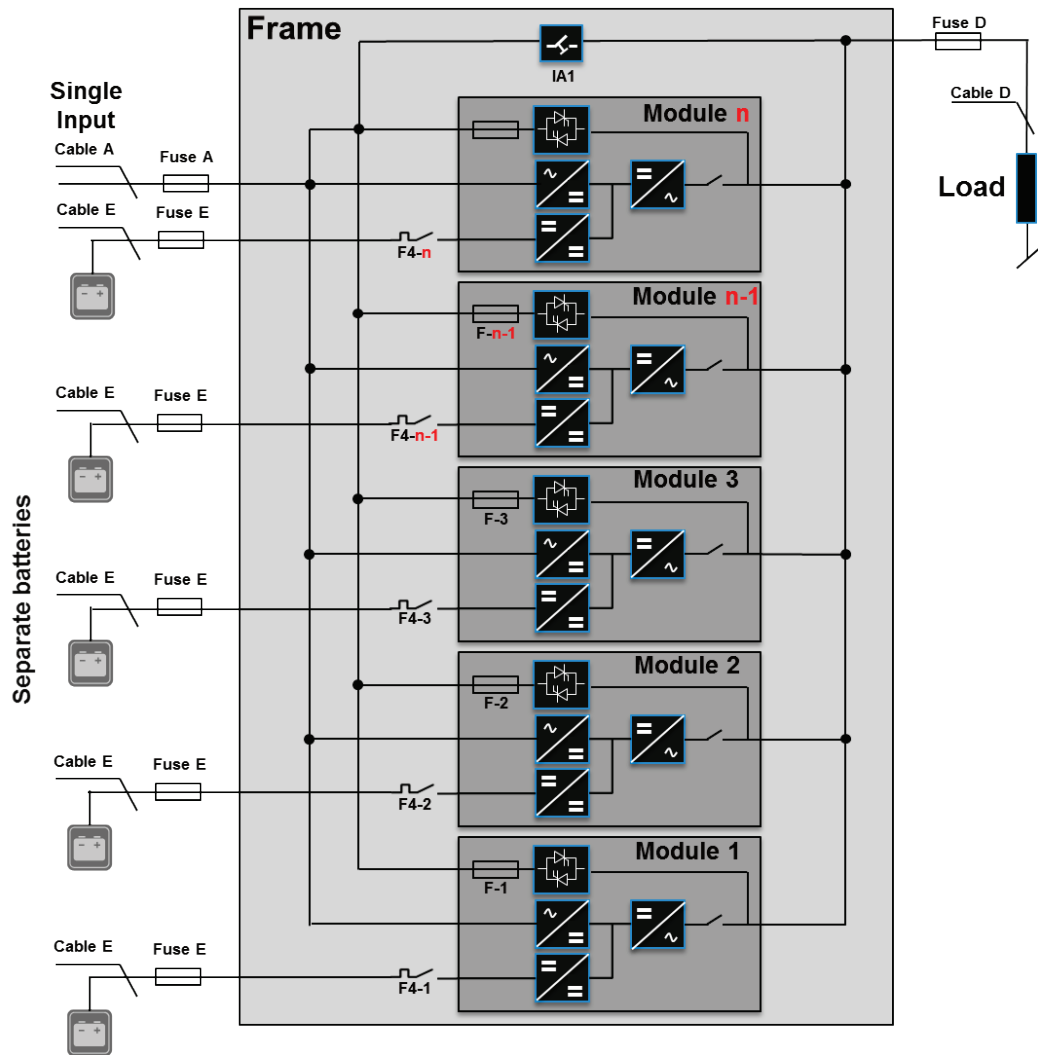 Frame
Fuse D
IA1
Single
Input
Cable D
Module n
Cable A
Fuse A
Load
Cable E
Fuse E
F4-n
Module n-1
F-n-1
Cable E
Fuse E
F4-n-1
Module 3
F-3
Separate batteries
Cable E
Fuse E
F4-3
Module 2
F-2
Cable E
Fuse E
F4-2
Module 1
F-1
Cable E
Fuse E
F4-1